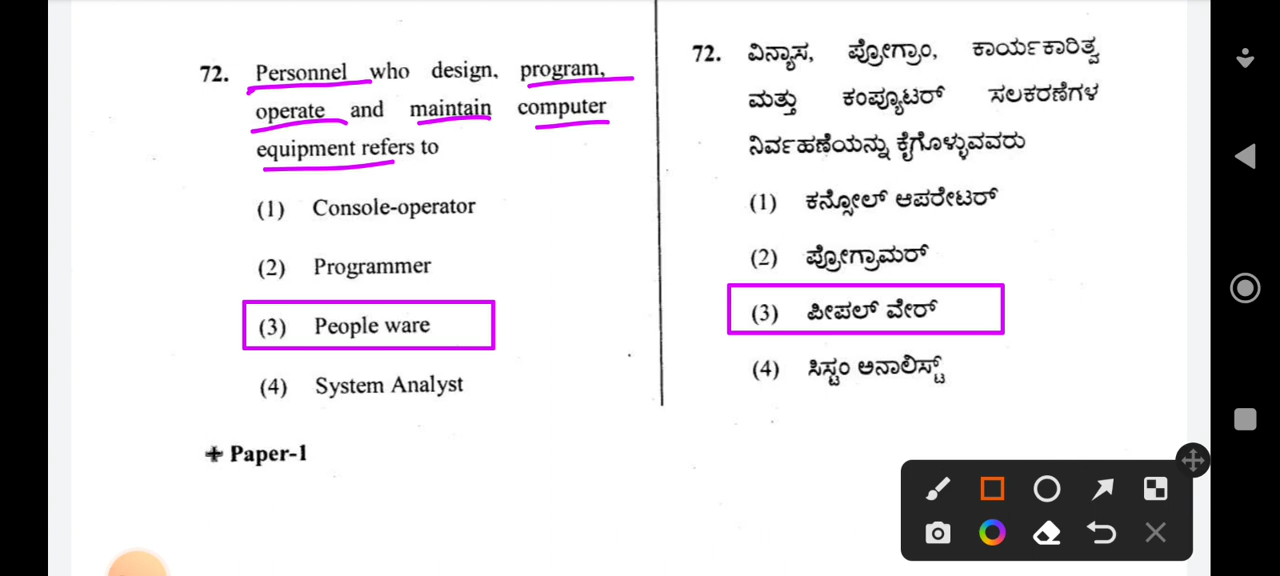 72. Personnel who design, program,
operate and maintain computer
equipment refers to
(1) Console-operator
(2) Programmer
(3) People ware
(4) System Analyst
+ Paper-1
72. ವಿನ್ಯಾಸ, ಪ್ರೋಗ್ರಾಂ, ಕಾರ್ಯಕಾರಿತ್ವ
ಮತ್ತು ಕಂಪ್ಯೂಟರ್ ಸಲಕರಣೆಗಳ
ನಿರ್ವಹಣೆಯನ್ನು ಕೈಗೊಳ್ಳುವವರು
(1) ಕನ್ಸೋಲ್ ಆಪರೇಟರ್
(2) ಪ್ರೋಗ್ರಾಮರ್
(3) ಪೀಪಲ್ ವೇರ್
(4) ಸಿಸ್ಟಂ ಅನಾಲಿಸ್ಟ್